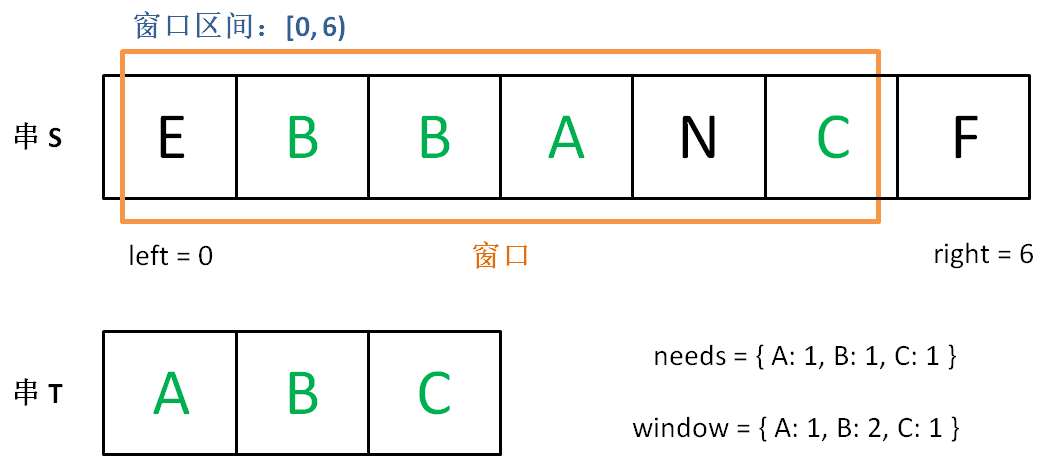 窗口区间：[0, 6)
串 S E B B A N C F
left = 0 窗口 right = 6
串 T A B C
needs = { A: 1, B: 1, C: 1 }
window = { A: 1, B: 2, C: 1 }